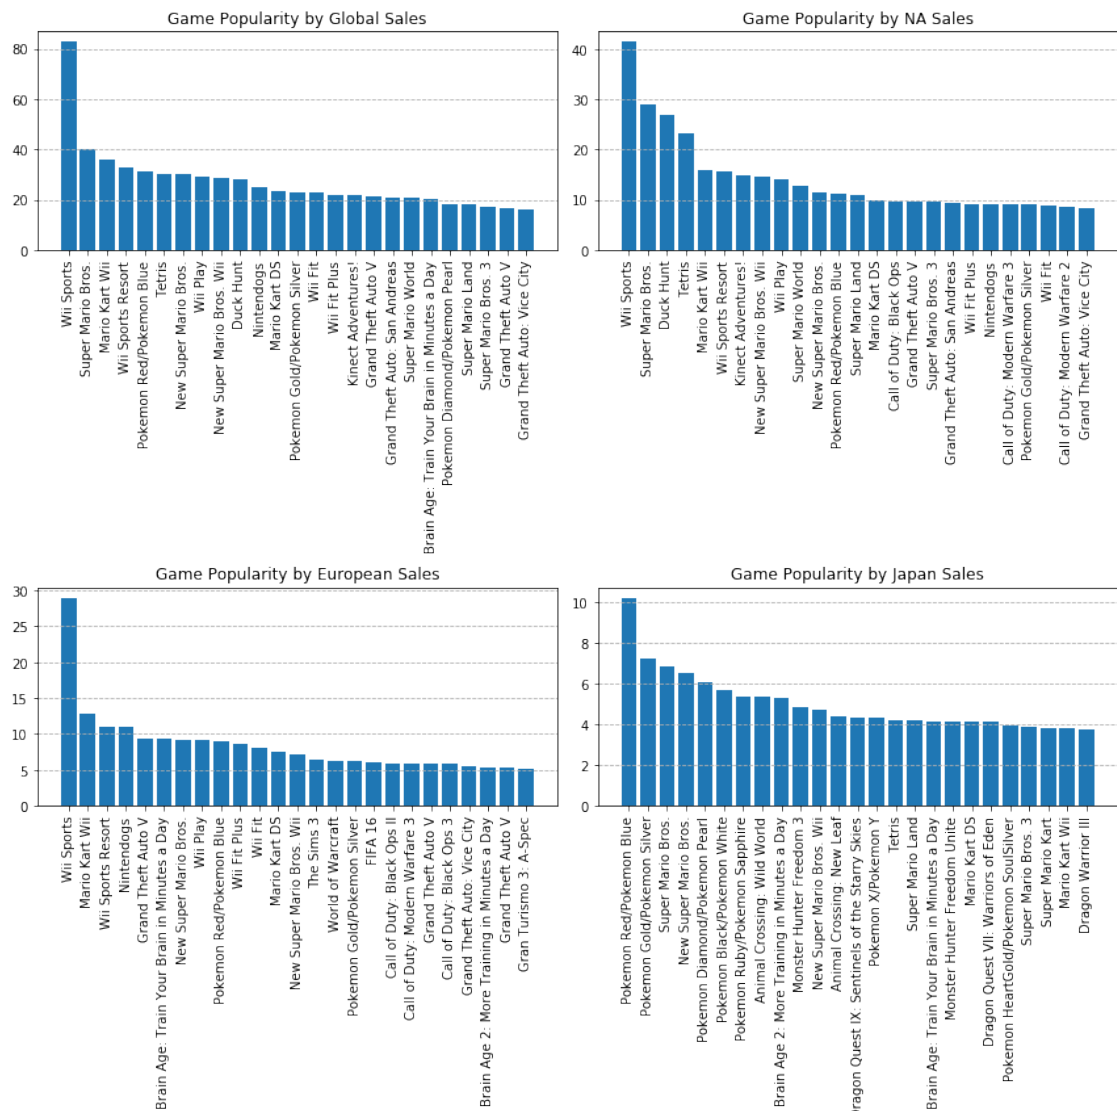 Game Popularity by Global Sales
80
60
40
20
0
Wii Sports
Super Mario Bros.
Mario Kart Wii
Wii Sports Resort
Pokemon Red/Pokemon Blue
Tetris
New Super Mario Bros.
Wii Play
New Super Mario Bros. Wii
Duck Hunt
Nintendogs
Mario Kart DS
Pokemon Gold/Pokemon Silver
Wii Fit
Wii Fit Plus
Kinect Adventures!
Grand Theft Auto V
Grand Theft Auto: San Andreas
Super Mario World
Brain Age: Train Your Brain in Minutes a Day
Pokemon Diamond/Pokemon Pearl
Super Mario Land
Super Mario Bros. 3
Grand Theft Auto V
Grand Theft Auto: Vice City
Game Popularity by NA Sales
40
30
20
10
0
Wii Sports
Super Mario Bros.
Duck Hunt
Tetris
Mario Kart Wii
Wii Sports Resort
Kinect Adventures!
New Super Mario Bros. Wii
Wii Play
Super Mario World
New Super Mario Bros.
Pokemon Red/Pokemon Blue
Super Mario Land
Mario Kart DS
Call of Duty: Black Ops
Grand Theft Auto V
Super Mario Bros. 3
Grand Theft Auto: San Andreas
Wii Fit Plus
Nintendogs
Call of Duty: Modern Warfare 3
Pokemon Gold/Pokemon Silver
Wii Fit
Call of Duty: Modern Warfare 2
Grand Theft Auto: Vice City
Game Popularity by European Sales
30
25
20
15
10
5
0
Wii Sports
Mario Kart Wii
Wii Sports Resort
Nintendogs
Grand Theft Auto V
Brain Age: Train Your Brain in Minutes a Day
New Super Mario Bros.
Wii Play
Pokemon Red/Pokemon Blue
Wii Fit Plus
Wii Fit
Mario Kart DS
New Super Mario Bros. Wii
The Sims 3
World of Warcraft
Pokemon Gold/Pokemon Silver
FIFA 16
Call of Duty: Black Ops II
Call of Duty: Modern Warfare 3
Grand Theft Auto V
Call of Duty: Black Ops 3
Grand Theft Auto: Vice City
Brain Age 2: More Training in Minutes a Day
Grand Theft Auto V
Gran Turismo 3: A-Spec
Game Popularity by Japan Sales
10
8
6
4
2
0
Pokemon Red/Pokemon Blue
Pokemon Gold/Pokemon Silver
Super Mario Bros.
New Super Mario Bros.
Pokemon Diamond/Pokemon Pearl
Pokemon Black/Pokemon White
Pokemon Ruby/Pokemon Sapphire
Animal Crossing: Wild World
Brain Age 2: More Training in Minutes a Day
Monster Hunter Freedom 3
New Super Mario Bros. Wii
Animal Crossing: New Leaf
Dragon Quest IX: Sentinels of the Starry Skies
Pokemon X/Pokemon Y
Tetris
Super Mario Land
Brain Age: Train Your Brain in Minutes a Day
Monster Hunter Freedom Unite
Mario Kart DS
Dragon Quest VII: Warriors of Eden
Pokemon HeartGold/Pokemon SoulSilver
Super Mario Bros. 3
Super Mario Kart
Mario Kart Wii
Dragon Warrior III